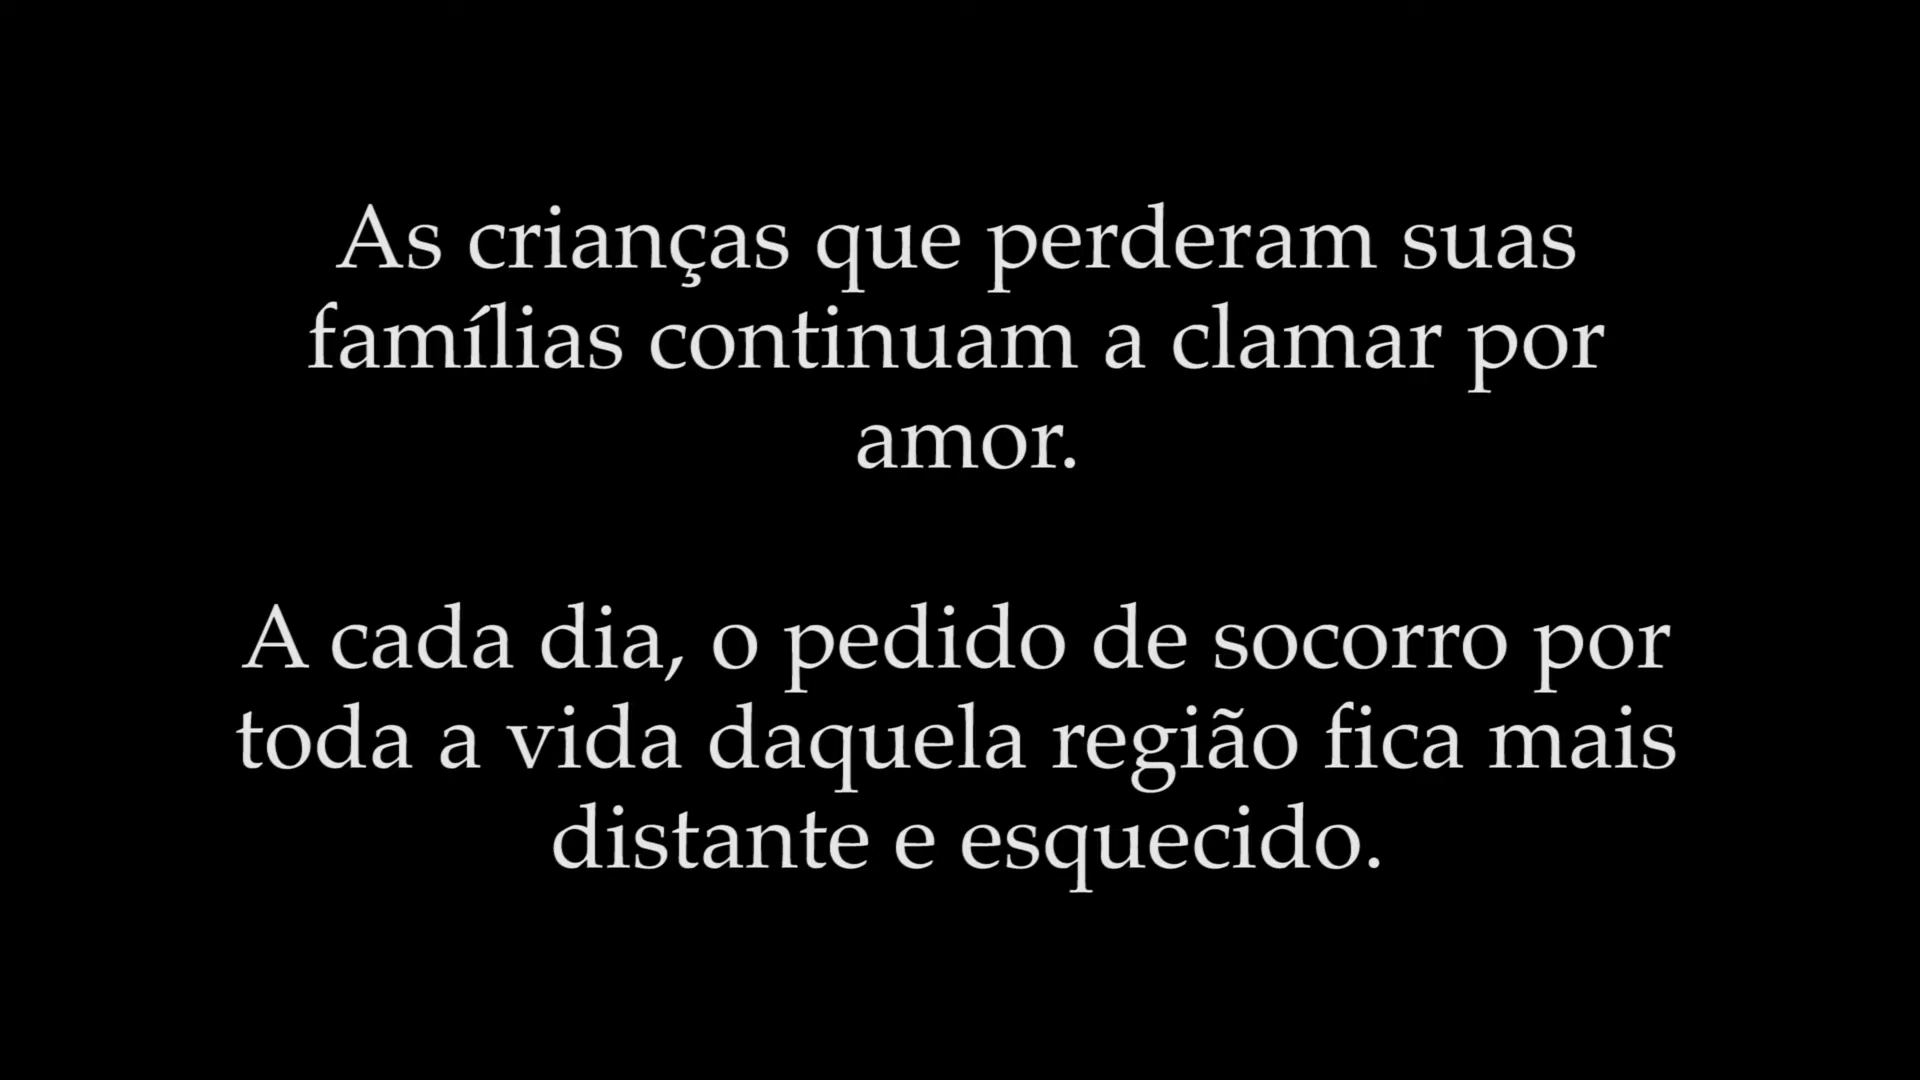 As crianças que perderam suas
famílias continuam a clamar por
amor.
A cada dia, o pedido de socorro por
toda a vida daquela região fica mais
distante e esquecido.